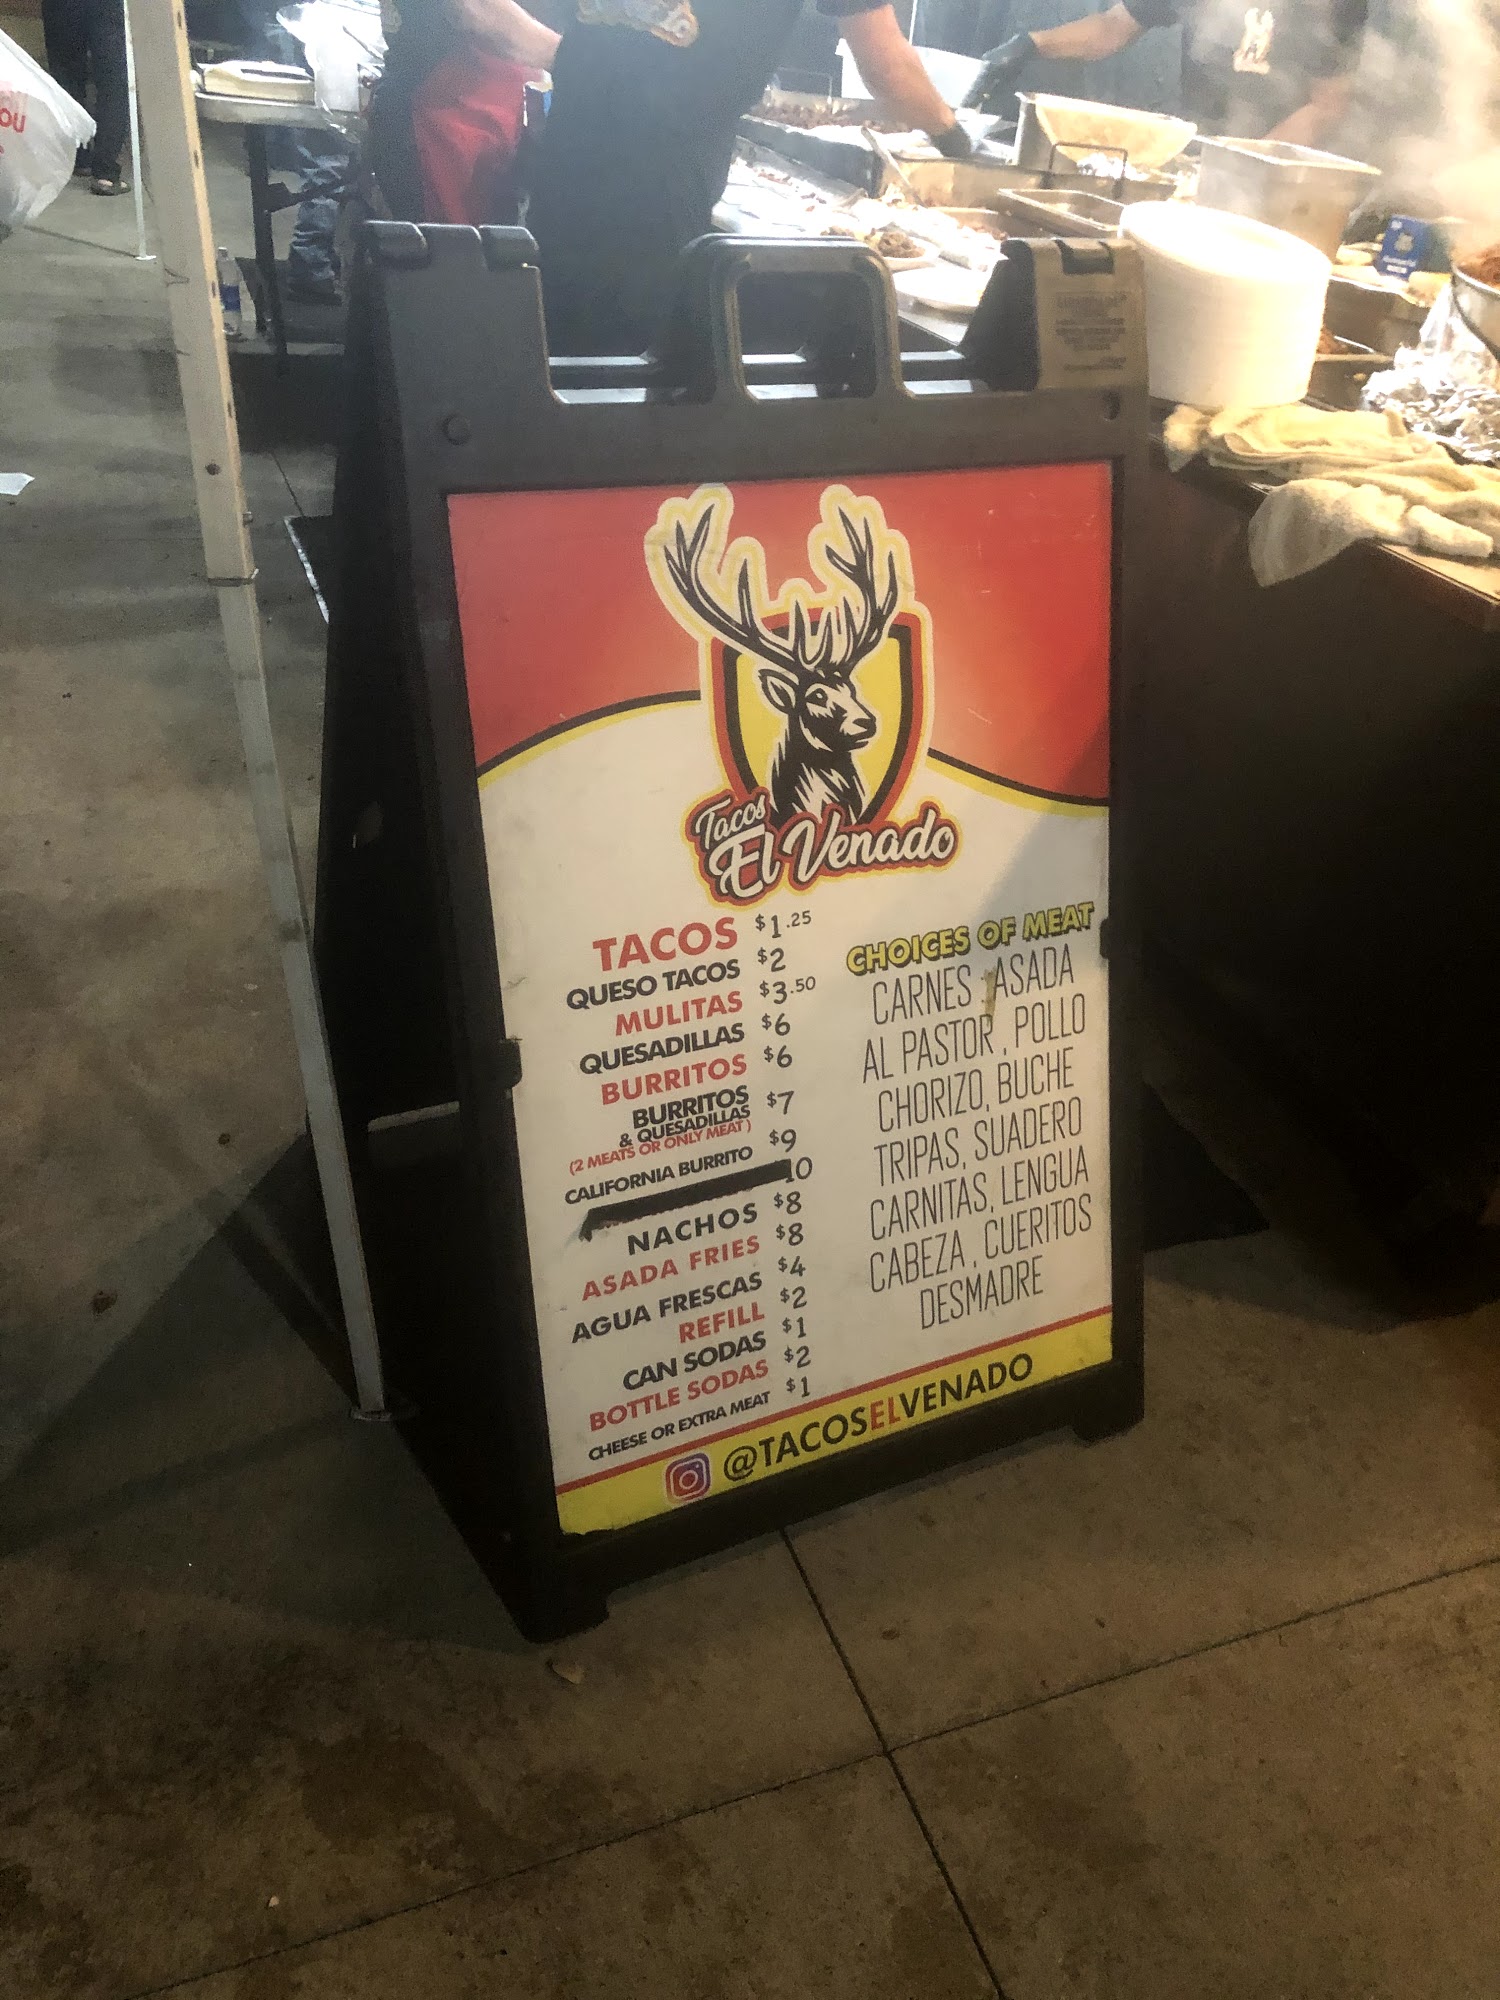 OU
Tacos
El Venado
TACOS $1.25
QUESO TACOS $2
MULITAS $3.50
QUESADILLAS $6
BURRITOS $6
BURRITOS
& QUESADILLAS $7
(2 MEATS OR ONLY MEAT)
CALIFORNIA BURRITO $9
10
NACHOS $8
ASADA FRIES $8
AGUA FRESCAS $4
REFILL $2
CAN SODAS $1
BOTTLE SODAS $2
CHEESE OR EXTRA MEAT $1
CHOICES OF MEAT
CARNES : ASADA
AL PASTOR, POLLO
CHORIZO, BUCHE
TRIPAS, SUADERO
CARNITAS, LENGUA
CABEZA, CUERITOS
DESMADRE
@TACOSELVENADO